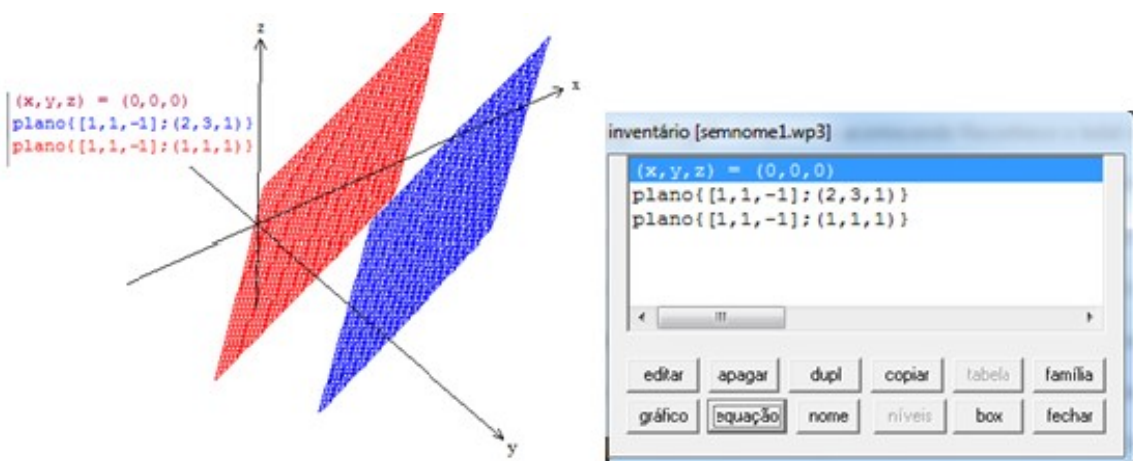 z
x
(x,y,z) = (0,0,0)
plano{[1,1,-1];(2,3,1)}
plano{[1,1,-1];(1,1,1)}
y
inventário [semnome1.wp3]
(x,y,z) = (0,0,0)
plano{[1,1,-1];(2,3,1)}
plano{[1,1,-1];(1,1,1)}
editar apagar dupl copiar tabela família
gráfico equação nome níveis box fechar